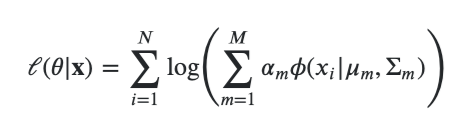 ℓ(θ|𝐱) = ∑_{i=1}^{N} log( ∑_{m=1}^{M} α_m ϕ(x_i|μ_m, Σ_m) )